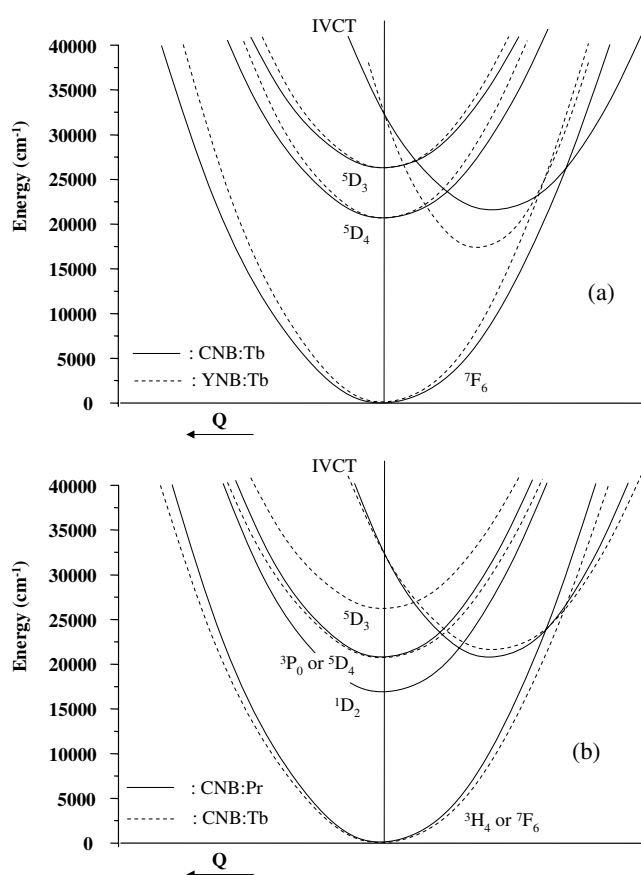 IVCT
40000
35000
30000
25000
20000
15000
10000
5000
0
Energy (cm⁻¹)
⁵D₃
⁵D₄
(a)
: CNB:Tb
: YNB:Tb
⁷F₆
Q
IVCT
40000
35000
30000
25000
20000
15000
10000
5000
0
Energy (cm⁻¹)
⁵D₃
³P₀ or ⁵D₄
¹D₂
(b)
: CNB:Pr
: CNB:Tb
³H₄ or ⁷F₆
Q